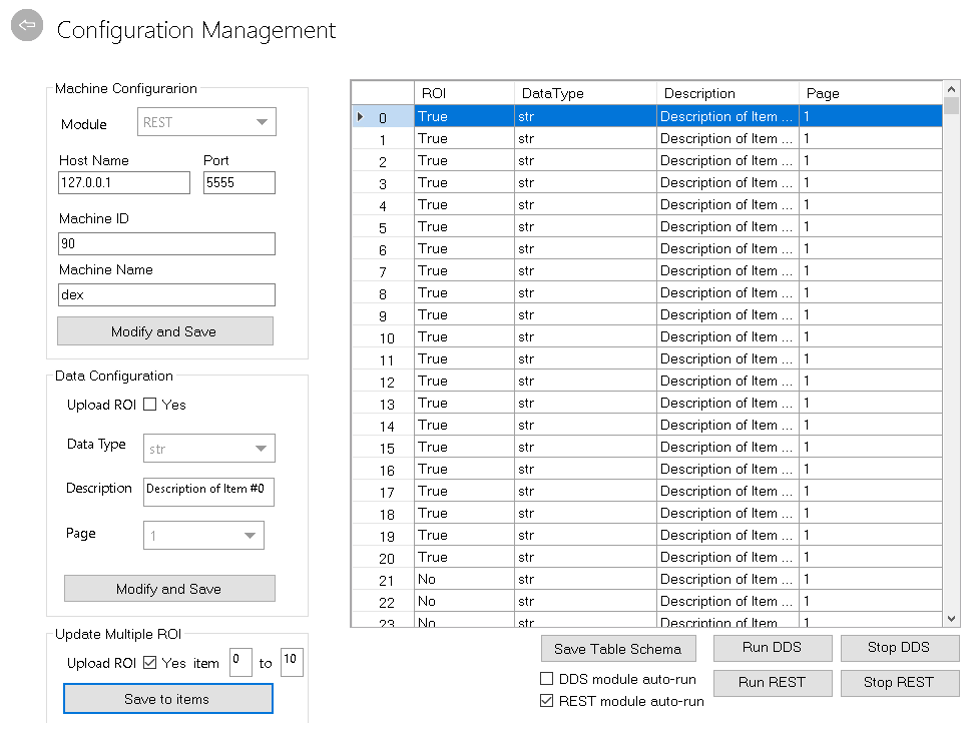 Configuration Management
Machine Configurarion
Module REST
Host Name Port
127.0.0.1 5555
Machine ID
90
Machine Name
dex
Modify and Save
Data Configuration
Upload ROI Yes
Data Type str
Description Description of Item #0
Page 1
Modify and Save
Update Multiple ROI
Upload ROI Yes item 0 to 10
Save to items
ROI DataType Description Page
0 True str Description of Item ... 1
1 True str Description of Item ... 1
2 True str Description of Item ... 1
3 True str Description of Item ... 1
4 True str Description of Item ... 1
5 True str Description of Item ... 1
6 True str Description of Item ... 1
7 True str Description of Item ... 1
8 True str Description of Item ... 1
9 True str Description of Item ... 1
10 True str Description of Item ... 1
11 True str Description of Item ... 1
12 True str Description of Item ... 1
13 True str Description of Item ... 1
14 True str Description of Item ... 1
15 True str Description of Item ... 1
16 True str Description of Item ... 1
17 True str Description of Item ... 1
18 True str Description of Item ... 1
19 True str Description of Item ... 1
20 True str Description of Item ... 1
21 No str Description of Item ... 1
22 No str Description of Item ... 1
23 No str Description of Item ... 1
Save Table Schema Run DDS Stop DDS
DDS module auto-run Run REST Stop REST
REST module auto-run